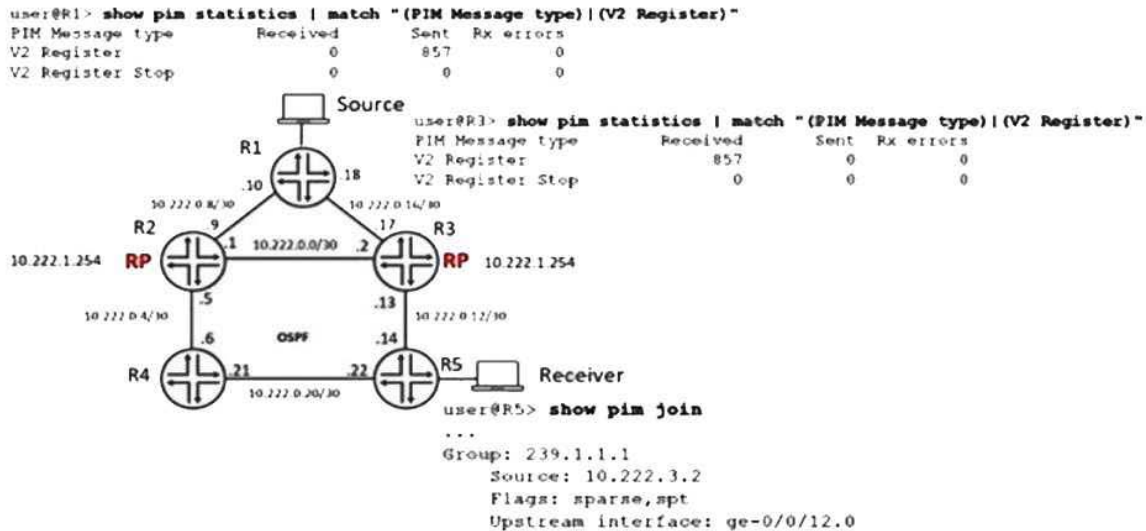 user@R1> show pim statistics | match "(PIM Message type)|(V2 Register)"
PIM Message type Received Sent Rx errors
V2 Register 0 857 0
V2 Register Stop 0 0 0
Source
user@R3> show pim statistics | match "(PIM Message type)|(V2 Register)"
PIM Message type Received Sent Rx errors
V2 Register 857 0 0
V2 Register Stop 0 0 0
R1
.10 .18
10.222.0.8/30 10.222.0.16/30
R2 .9 .17 R3
.1 10.222.0.0/30 .2
10.222.1.254 RP RP 10.222.1.254
.5 .13
10.222.0.4/30 10.222.0.12/30
.6 OSPF .14
R4 .21 .22 R5
10.222.0.20/30
Receiver
user@R5> show pim join
...
Group: 239.1.1.1
Source: 10.222.3.2
Flags: sparse,spt
Upstream interface: ge-0/0/12.0